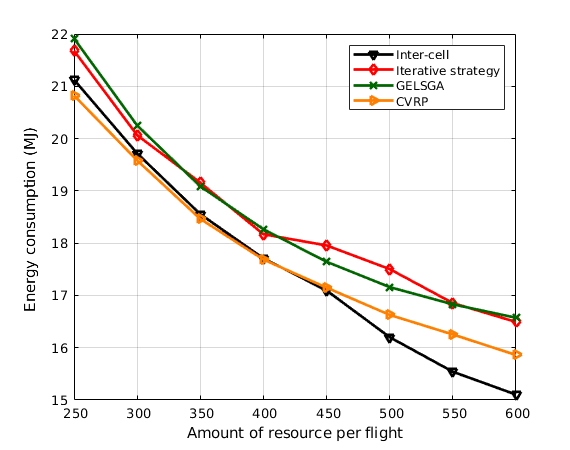 22
21
20
19
18
17
16
15
Energy consumption (MJ)
Inter-cell
Iterative strategy
GELSGA
CVRP
250 300 350 400 450 500 550 600
Amount of resource per flight